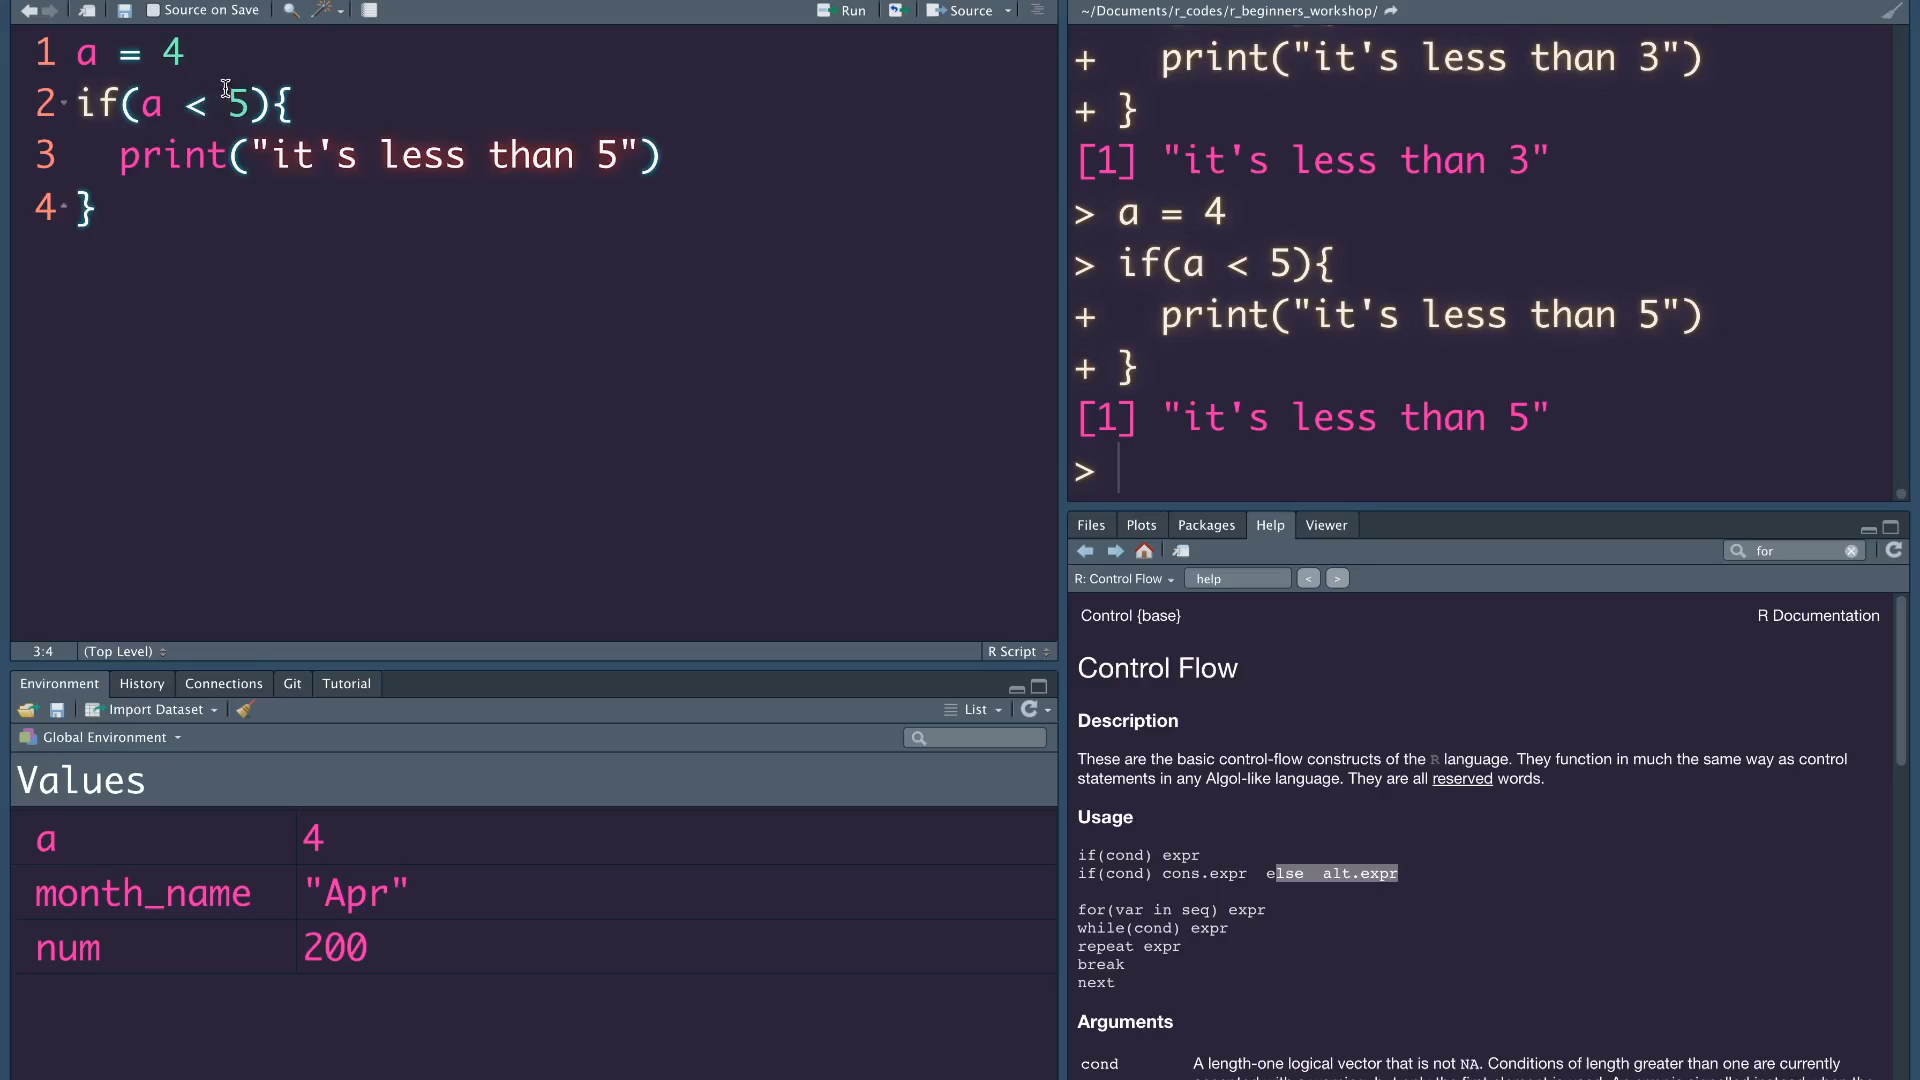 Source on Save
Run
Source
1 a = 4
2 if(a < 5){
3 print("it's less than 5")
4 }
3:4
(Top Level)
R Script
~/Documents/r_codes/r_beginners_workshop/
+ print("it's less than 3")
+ }
[1] "it's less than 3"
> a = 4
> if(a < 5){
+ print("it's less than 5")
+ }
[1] "it's less than 5"
>
Environment History Connections Git Tutorial
Import Dataset
List
Global Environment
Values
a 4
month_name "Apr"
num 200
Files Plots Packages Help Viewer
for
R: Control Flow help < >
Control {base} R Documentation
Control Flow
Description
These are the basic control-flow constructs of the R language. They function in much the same way as control
statements in any Algol-like language. They are all reserved words.
Usage
if(cond) expr
if(cond) cons.expr else alt.expr
for(var in seq) expr
while(cond) expr
repeat expr
break
next
Arguments
cond A length-one logical vector that is not NA. Conditions of length greater than one are currently